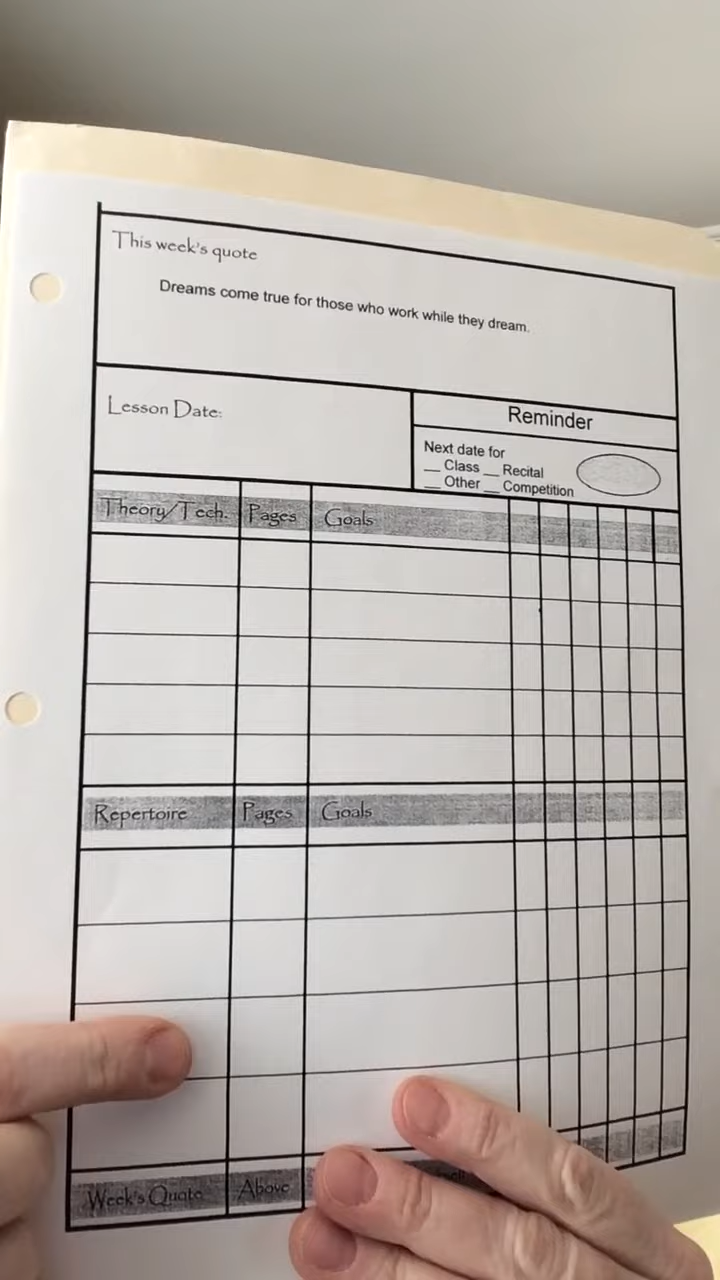 This week's quote
Dreams come true for those who work while they dream.
Lesson Date:
Reminder
Next date for
__ Class __ Recital
__ Other __ Competition
Theory/Tech. Pages Goals
Repertoire Pages Goals
Week's Quote Above